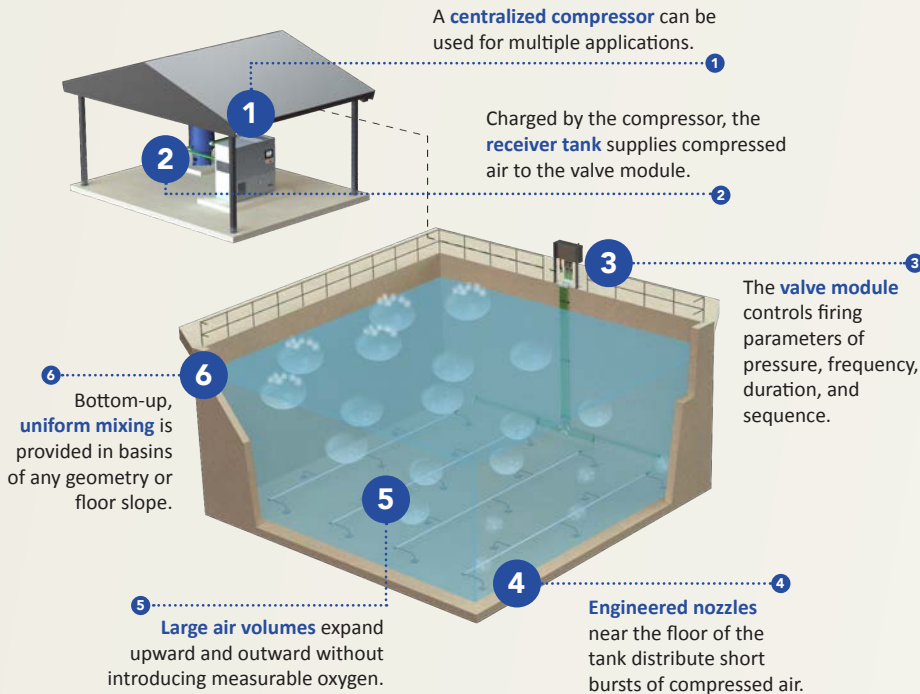 A centralized compressor can be
used for multiple applications.
1
1
Charged by the compressor, the
receiver tank supplies compressed
air to the valve module.
2
2
3
3
The valve module
controls firing
parameters of
pressure, frequency,
duration, and
sequence.
6
6
Bottom-up,
uniform mixing is
provided in basins
of any geometry or
floor slope.
5
4
4
Engineered nozzles
near the floor of the
tank distribute short
bursts of compressed air.
5
Large air volumes expand
upward and outward without
introducing measurable oxygen.